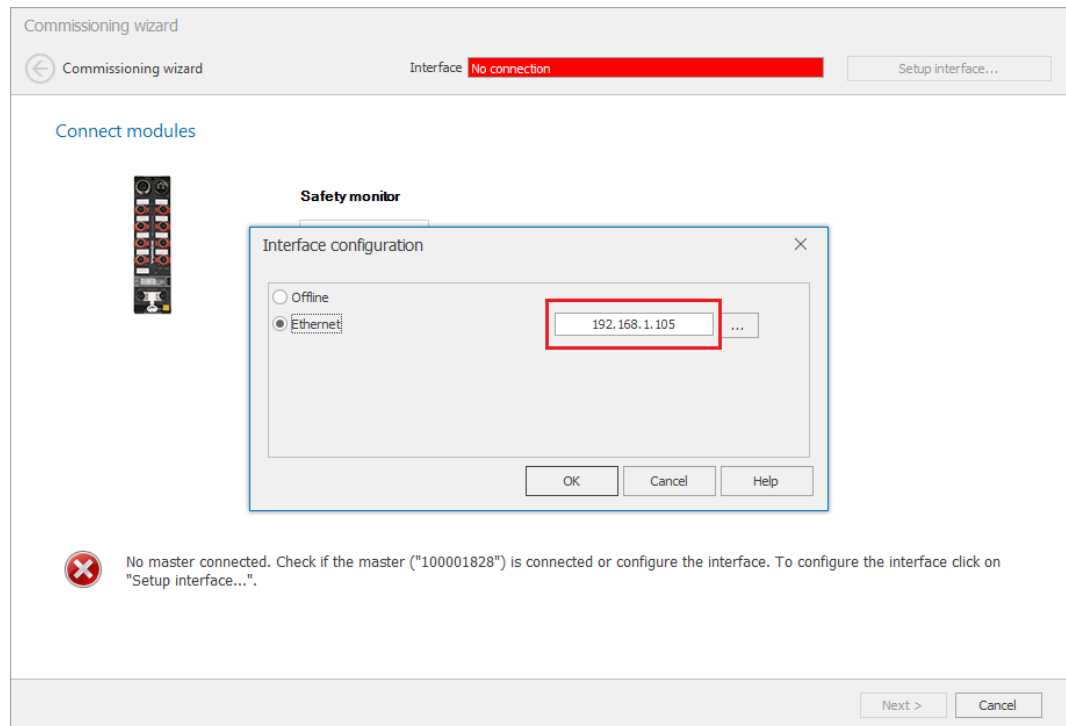 Commissioning wizard
Commissioning wizard
Interface No connection
Setup interface...
Connect modules
Safety monitor
Interface configuration
Offline
Ethernet
192.168.1.105
...
OK
Cancel
Help
No master connected. Check if the master ("100001828") is connected or configure the interface. To configure the interface click on
"Setup interface...".
Next >
Cancel